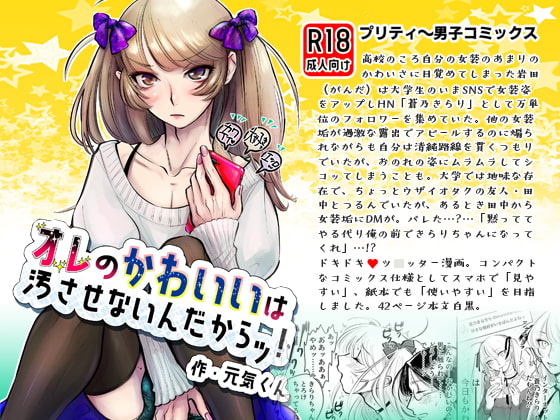 R18
成人向け
プリティ〜男子コミックス
高校のころ自分の女装のあまりの
かわいさに目覚めてしまった岩田
（がんだ）は大学生のいまSNSで女装姿
をアップしHN「蒼乃きらり」として万単
位のフォロワーを集めていた。他の女装
垢が過激な露出でアピールするのに煽ら
れながらも自分は清純路線を貫くつもり
でいたが、おのれの姿にムラムラしてシ
コッてしまうことも。大学では地味な存
在で、ちょっとウザイオタクの友人・田
中とつるんでいたが、あるとき田中から
女装垢にDMが。バレた…?…「黙ってて
やる代り俺の前できらりちゃんになって
くれ」…!?
ドキドキ♥ツ□ッター漫画。コンパクト
なコミックス仕様としてスマホで「見や
すい」、紙本でも「使いやすい」を目指
しました。42ページ本文白黒。
オレのかわいいは
汚させないんだからッ!
作・元気くん